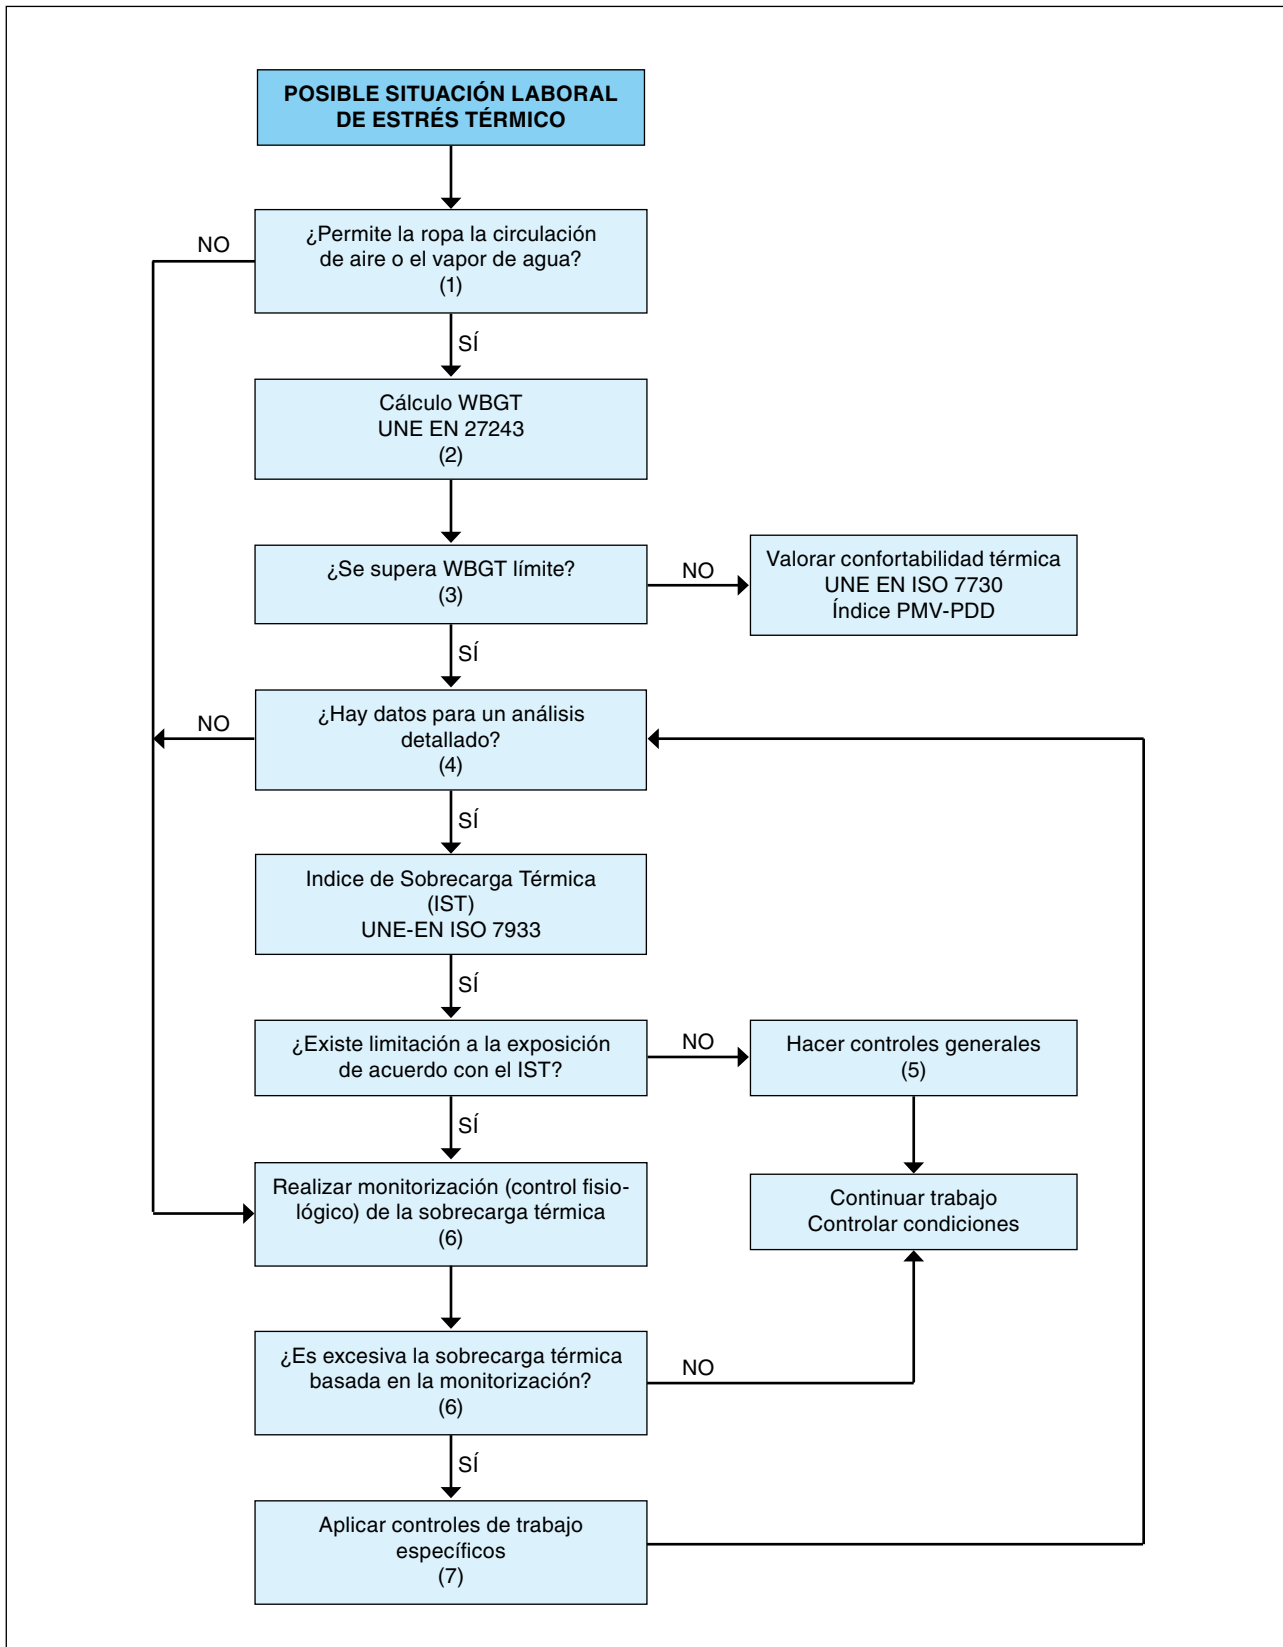 POSIBLE SITUACIÓN LABORAL
DE ESTRÉS TÉRMICO
¿Permite la ropa la circulación
de aire o el vapor de agua?
(1)
NO
SÍ
Cálculo WBGT
UNE EN 27243
(2)
¿Se supera WBGT límite?
(3)
NO
Valorar confortabilidad térmica
UNE EN ISO 7730
Índice PMV-PDD
SÍ
¿Hay datos para un análisis
detallado?
(4)
NO
SÍ
Indice de Sobrecarga Térmica
(IST)
UNE-EN ISO 7933
SÍ
¿Existe limitación a la exposición
de acuerdo con el IST?
NO
Hacer controles generales
(5)
SÍ
Realizar monitorización (control fisio-
lógico) de la sobrecarga térmica
(6)
Continuar trabajo
Controlar condiciones
¿Es excesiva la sobrecarga térmica
basada en la monitorización?
(6)
NO
SÍ
Aplicar controles de trabajo
específicos
(7)